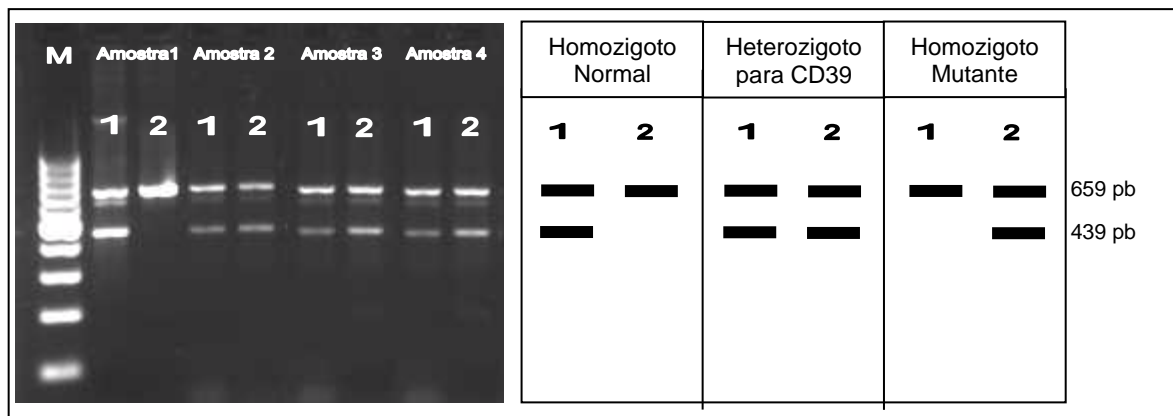 M Amostra1 Amostra 2 Amostra 3 Amostra 4
1 2 1 2 1 2 1 2
Homozigoto
Normal
Heterozigoto
para CD39
Homozigoto
Mutante
1 2 1 2 1 2
659 pb
439 pb